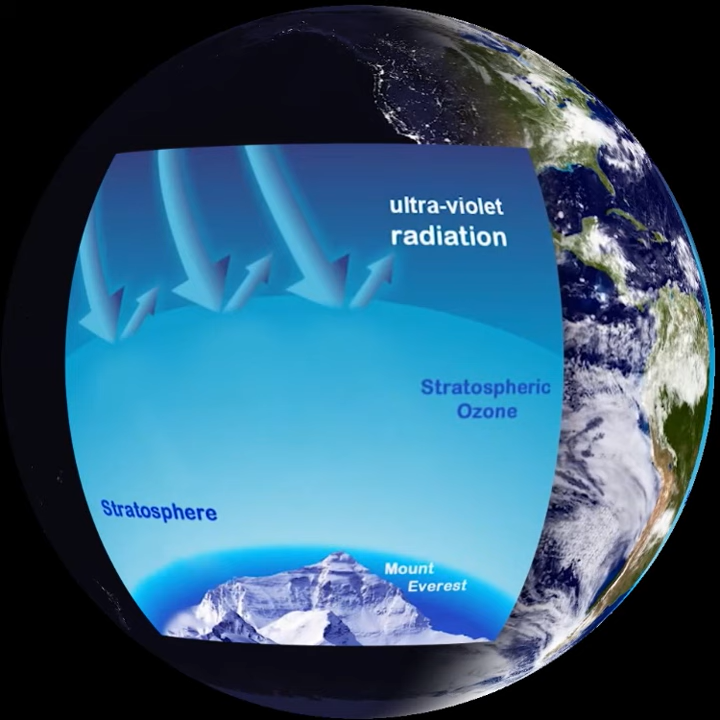 ultra-violet
radiation
Stratospheric
Ozone
Stratosphere
Mount
Everest